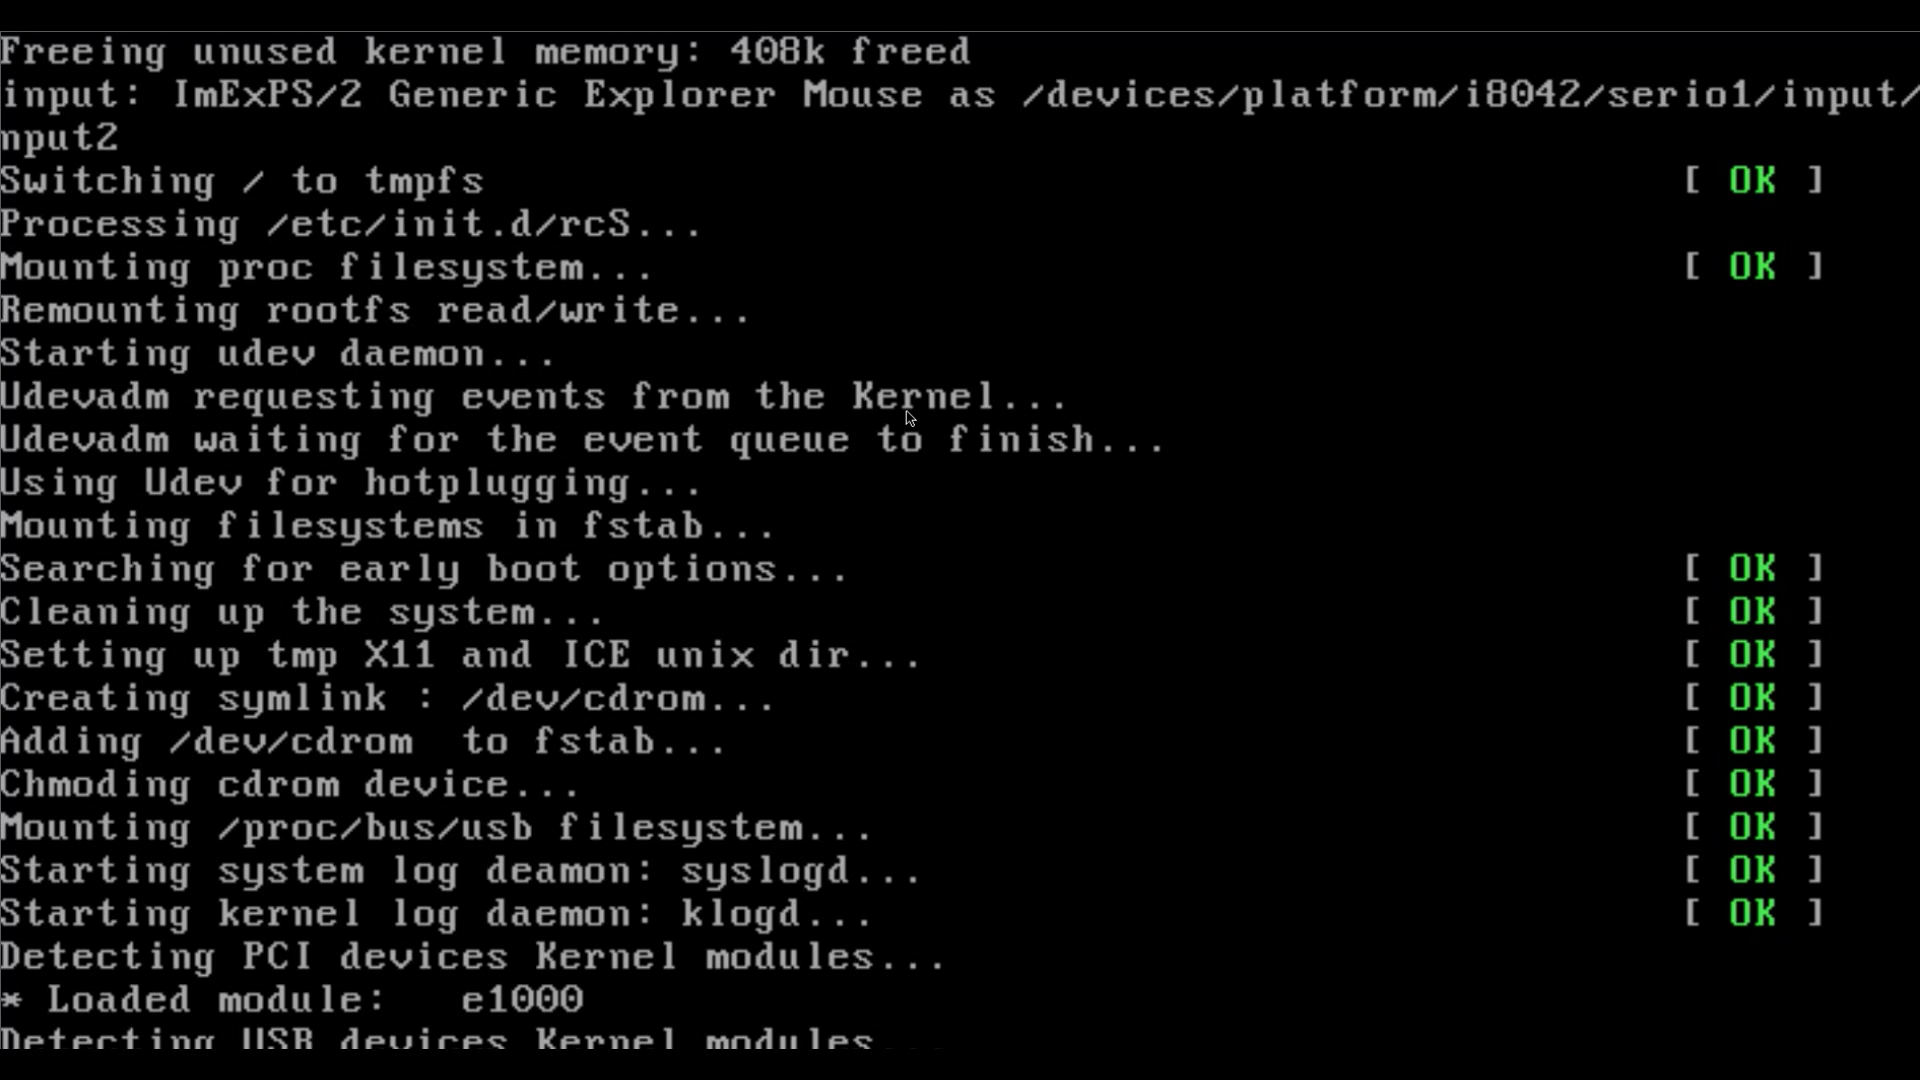 Freeing unused kernel memory: 408k freed
input: ImExPS/2 Generic Explorer Mouse as /devices/platform/i8042/serio1/input/
nput2
Switching / to tmpfs [ OK ]
Processing /etc/init.d/rcS...
Mounting proc filesystem... [ OK ]
Remounting rootfs read/write...
Starting udev daemon...
Udevadm requesting events from the Kernel...
Udevadm waiting for the event queue to finish...
Using Udev for hotplugging...
Mounting filesystems in fstab...
Searching for early boot options... [ OK ]
Cleaning up the system... [ OK ]
Setting up tmp X11 and ICE unix dir... [ OK ]
Creating symlink : /dev/cdrom... [ OK ]
Adding /dev/cdrom  to fstab... [ OK ]
Chmoding cdrom device... [ OK ]
Mounting /proc/bus/usb filesystem... [ OK ]
Starting system log deamon: syslogd... [ OK ]
Starting kernel log daemon: klogd... [ OK ]
Detecting PCI devices Kernel modules...
* Loaded module:   e1000
Detecting USB devices Kernel modules...